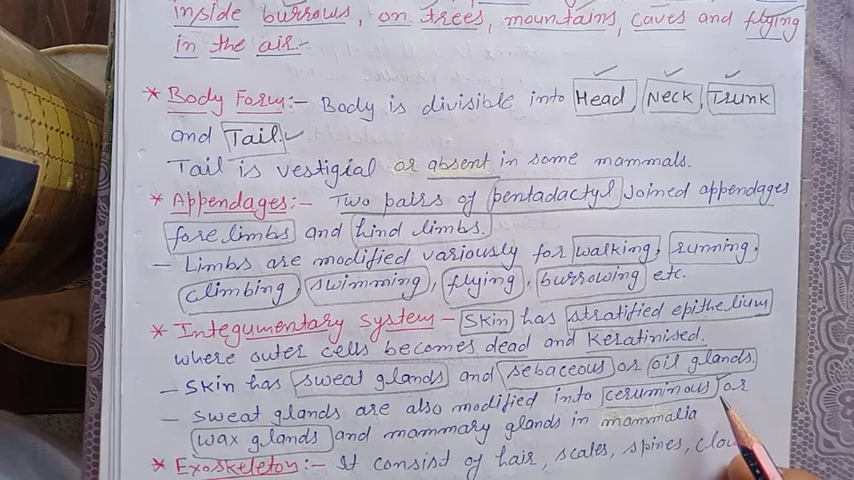 inside burrows, on trees, mountains, caves and flying
in the air.-
* Body Form:- Body is divisible into Head, Neck, Trunk
and Tail.
Tail is vestigial or absent in some mammals.
* Appendages:- Two pairs of pentadactyl joined appendages
fore limbs and hind limbs.
- Limbs are modified variously for walking, running,
climbing, swimming, flying, burrowing etc.
* Integumentary System - Skin has stratified epithelium
where outer cells becomes dead and keratinised.
- Skin has sweat glands and sebaceous or oil glands.
- Sweat glands are also modified into ceruminous or
wax glands and mammary glands in mammalia
* Exoskeleton:- It consist of hair, scales, spines,